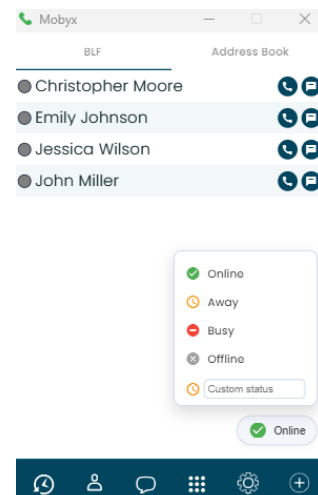 Mobyx
BLF
Address Book
Christopher Moore
Emily Johnson
Jessica Wilson
John Miller
Online
Away
Busy
Offline
Custom status
Online